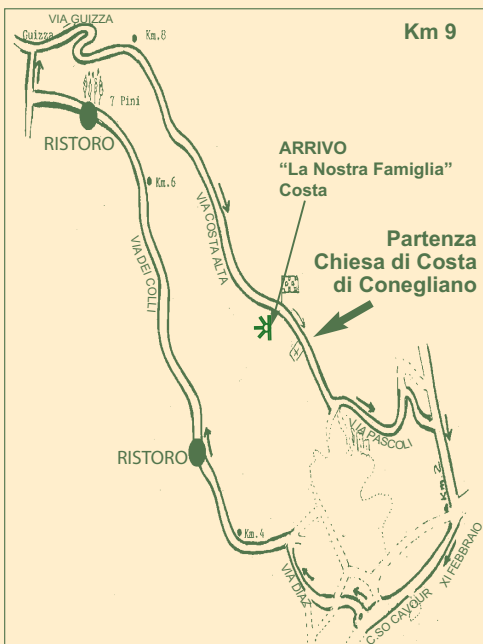 VIA GUIZZA
Guizza
Km.8
Km 9
7 Pini
RISTORO
ARRIVO
“La Nostra Famiglia”
Costa
Km.6
VIA COSTA ALTA
Partenza
Chiesa di Costa
di Conegliano
VIA DEI COLLI
VIA PASCOLI
RISTORO
Km.2
Km.4
XI FEBBRAIO
VIA DIAZ
C.SO CAVOUR